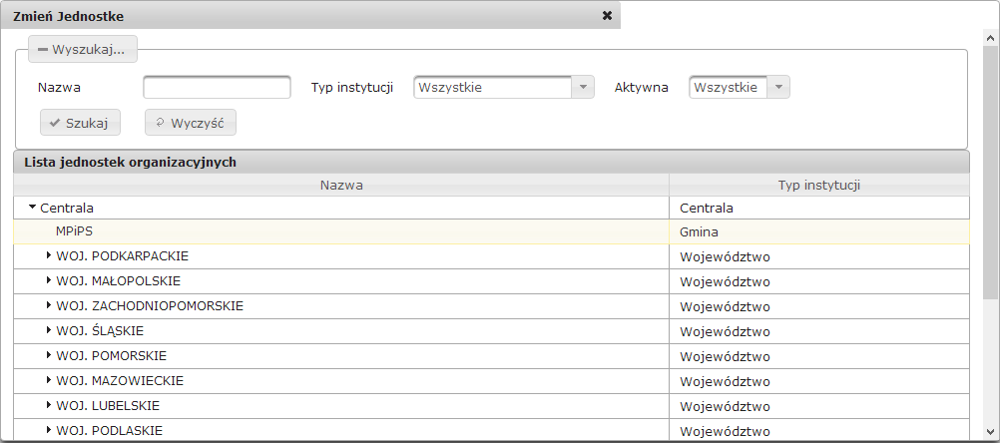 Zmień Jednostke
Wyszukaj...
Nazwa Typ instytucji Wszystkie Aktywna Wszystkie
Szukaj Wyczyść
Lista jednostek organizacyjnych
Nazwa Typ instytucji
Centrala Centrala
MPiPS Gmina
WOJ. PODKARPACKIE Województwo
WOJ. MAŁOPOLSKIE Województwo
WOJ. ZACHODNIOPOMORSKIE Województwo
WOJ. ŚLĄSKIE Województwo
WOJ. POMORSKIE Województwo
WOJ. MAZOWIECKIE Województwo
WOJ. LUBELSKIE Województwo
WOJ. PODLASKIE Województwo